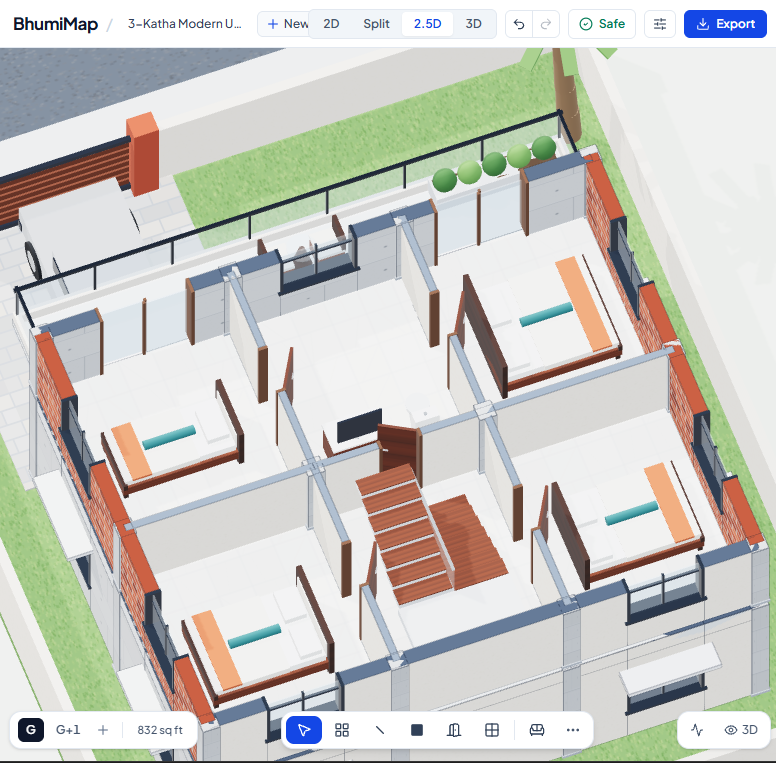 BhumiMap / 3-Katha Modern U... + New 2D Split 2.5D 3D Safe Export
G G+1 + 832 sq ft 3D